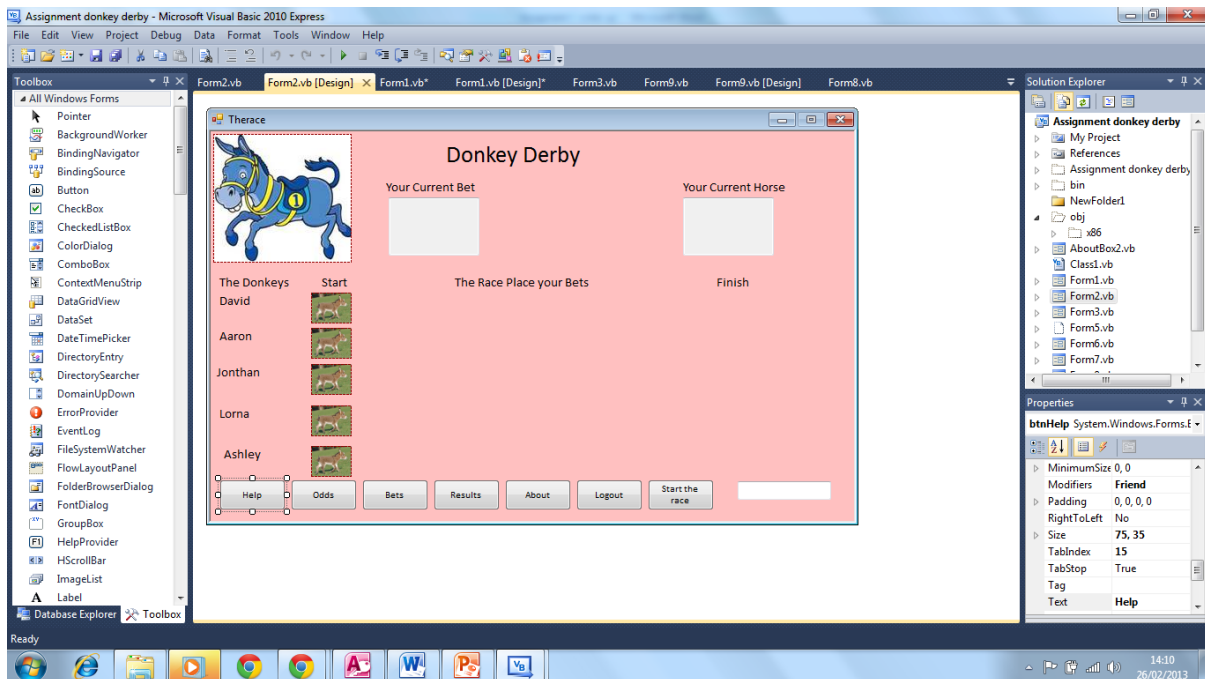 Assignment donkey derby - Microsoft Visual Basic 2010 Express
File Edit View Project Debug Data Format Tools Window Help
Toolbox
All Windows Forms
Pointer
BackgroundWorker
BindingNavigator
BindingSource
Button
CheckBox
CheckedListBox
ColorDialog
ComboBox
ContextMenuStrip
DataGridView
DataSet
DateTimePicker
DirectoryEntry
DirectorySearcher
DomainUpDown
ErrorProvider
EventLog
FileSystemWatcher
FlowLayoutPanel
FolderBrowserDialog
FontDialog
GroupBox
HelpProvider
HScrollBar
ImageList
A Label
Database Explorer Toolbox
Form2.vb Form2.vb [Design] Form1.vb* Form1.vb [Design]* Form3.vb Form9.vb Form9.vb [Design] Form8.vb
Therace
Donkey Derby
1
Your Current Bet Your Current Horse
The Donkeys Start The Race Place your Bets Finish
David
Aaron
Jonthan
Lorna
Ashley
Help Odds Bets Results About Logout Start the
race
Solution Explorer
Assignment donkey derby
My Project
References
Assignment donkey derby
bin
NewFolder1
obj
x86
AboutBox2.vb
Class1.vb
Form1.vb
Form2.vb
Form3.vb
Form5.vb
Form6.vb
Form7.vb
Properties
btnHelp System.Windows.Forms.E
MinimumSize 0, 0
Modifiers Friend
Padding 0, 0, 0, 0
RightToLeft No
Size 75, 35
TabIndex 15
TabStop True
Tag
Text Help
Ready
14:10
26/02/2013